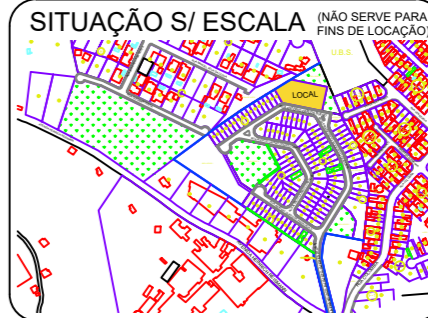 SITUAÇÃO S/ ESCALA
(NÃO SERVE PARA
FINS DE LOCAÇÃO)
U.B.S.
LOCAL